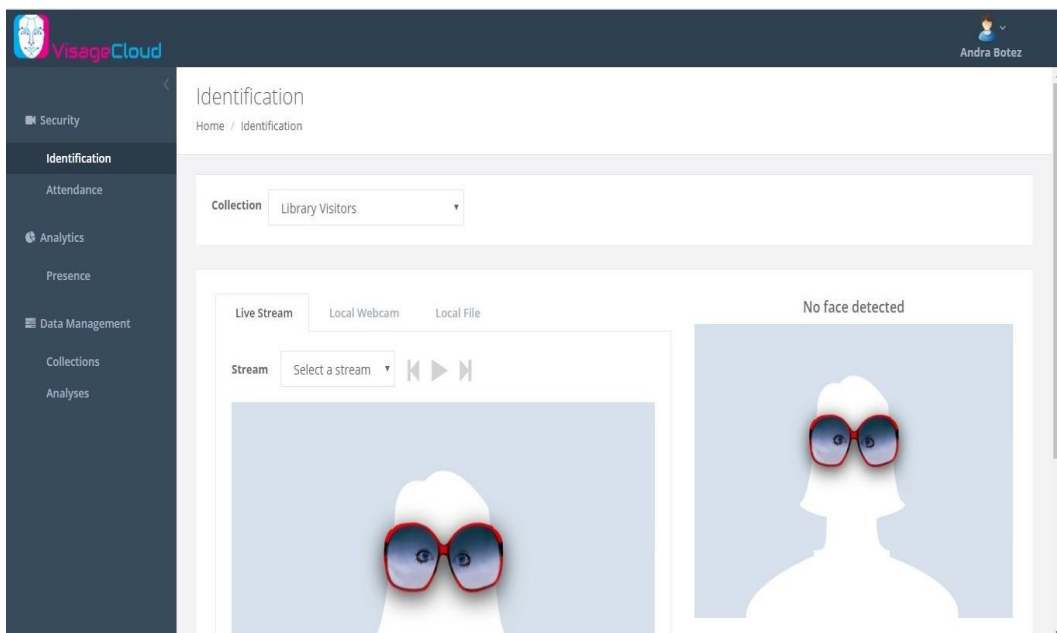 VisageCloud
Andra Botez
Security
Identification
Attendance
Analytics
Presence
Data Management
Collections
Analyses
Identification
Home / Identification
Collection Library Visitors
Live Stream Local Webcam Local File
Stream Select a stream
No face detected